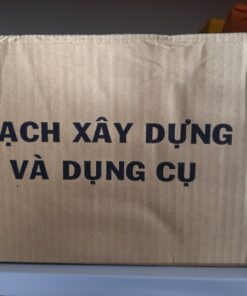 ẠCH XÂY DỰNG
VÀ DỤNG CỤ